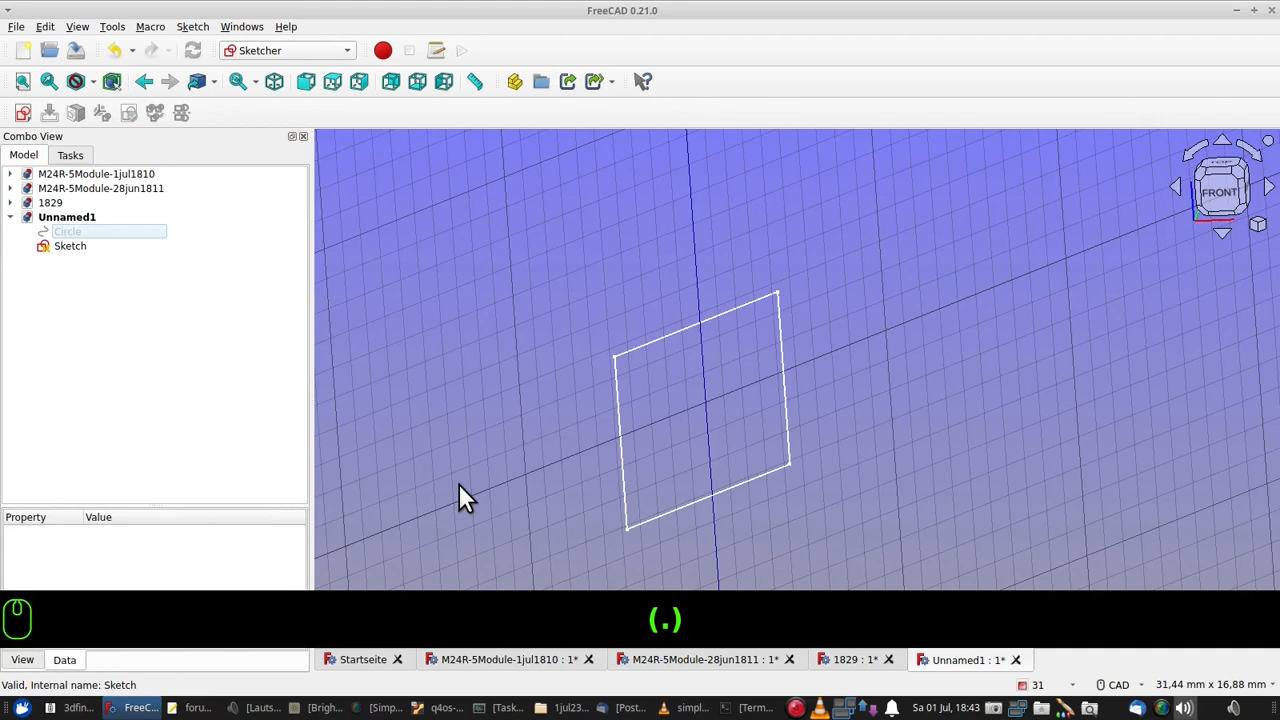 FreeCAD 0.21.0
File Edit View Tools Macro Sketch Windows Help
Sketcher
Combo View
Model Tasks
M24R-5Module-1jul1810
M24R-5Module-28jun1811
1829
Unnamed1
Circle
Sketch
TOP
FRONT
Property Value
(.)
View Data
Startseite M24R-5Module-1jul1810 : 1* M24R-5Module-28jun1811 : 1* 1829 : 1* Unnamed1 : 1*
Valid, Internal name: Sketch 31 CAD 31,44 mm x 16,88 mm
3dfin... FreeC... foru... [Lauts... [Brigh... [Simp... q4os-... [Task... 1jul23... [Post... simpl... [Term... Sa 01 Jul, 18:43